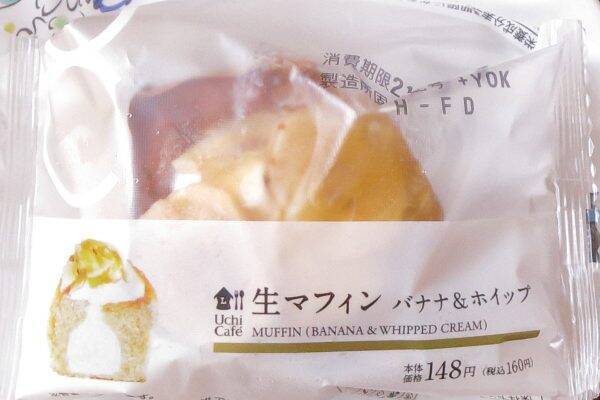 消費期限
製造所固
+YOK
H-FD
Uchi
Café
生マフィン バナナ&ホイップ
MUFFIN (BANANA & WHIPPED CREAM)
本体
価格 148円 (税込160円)